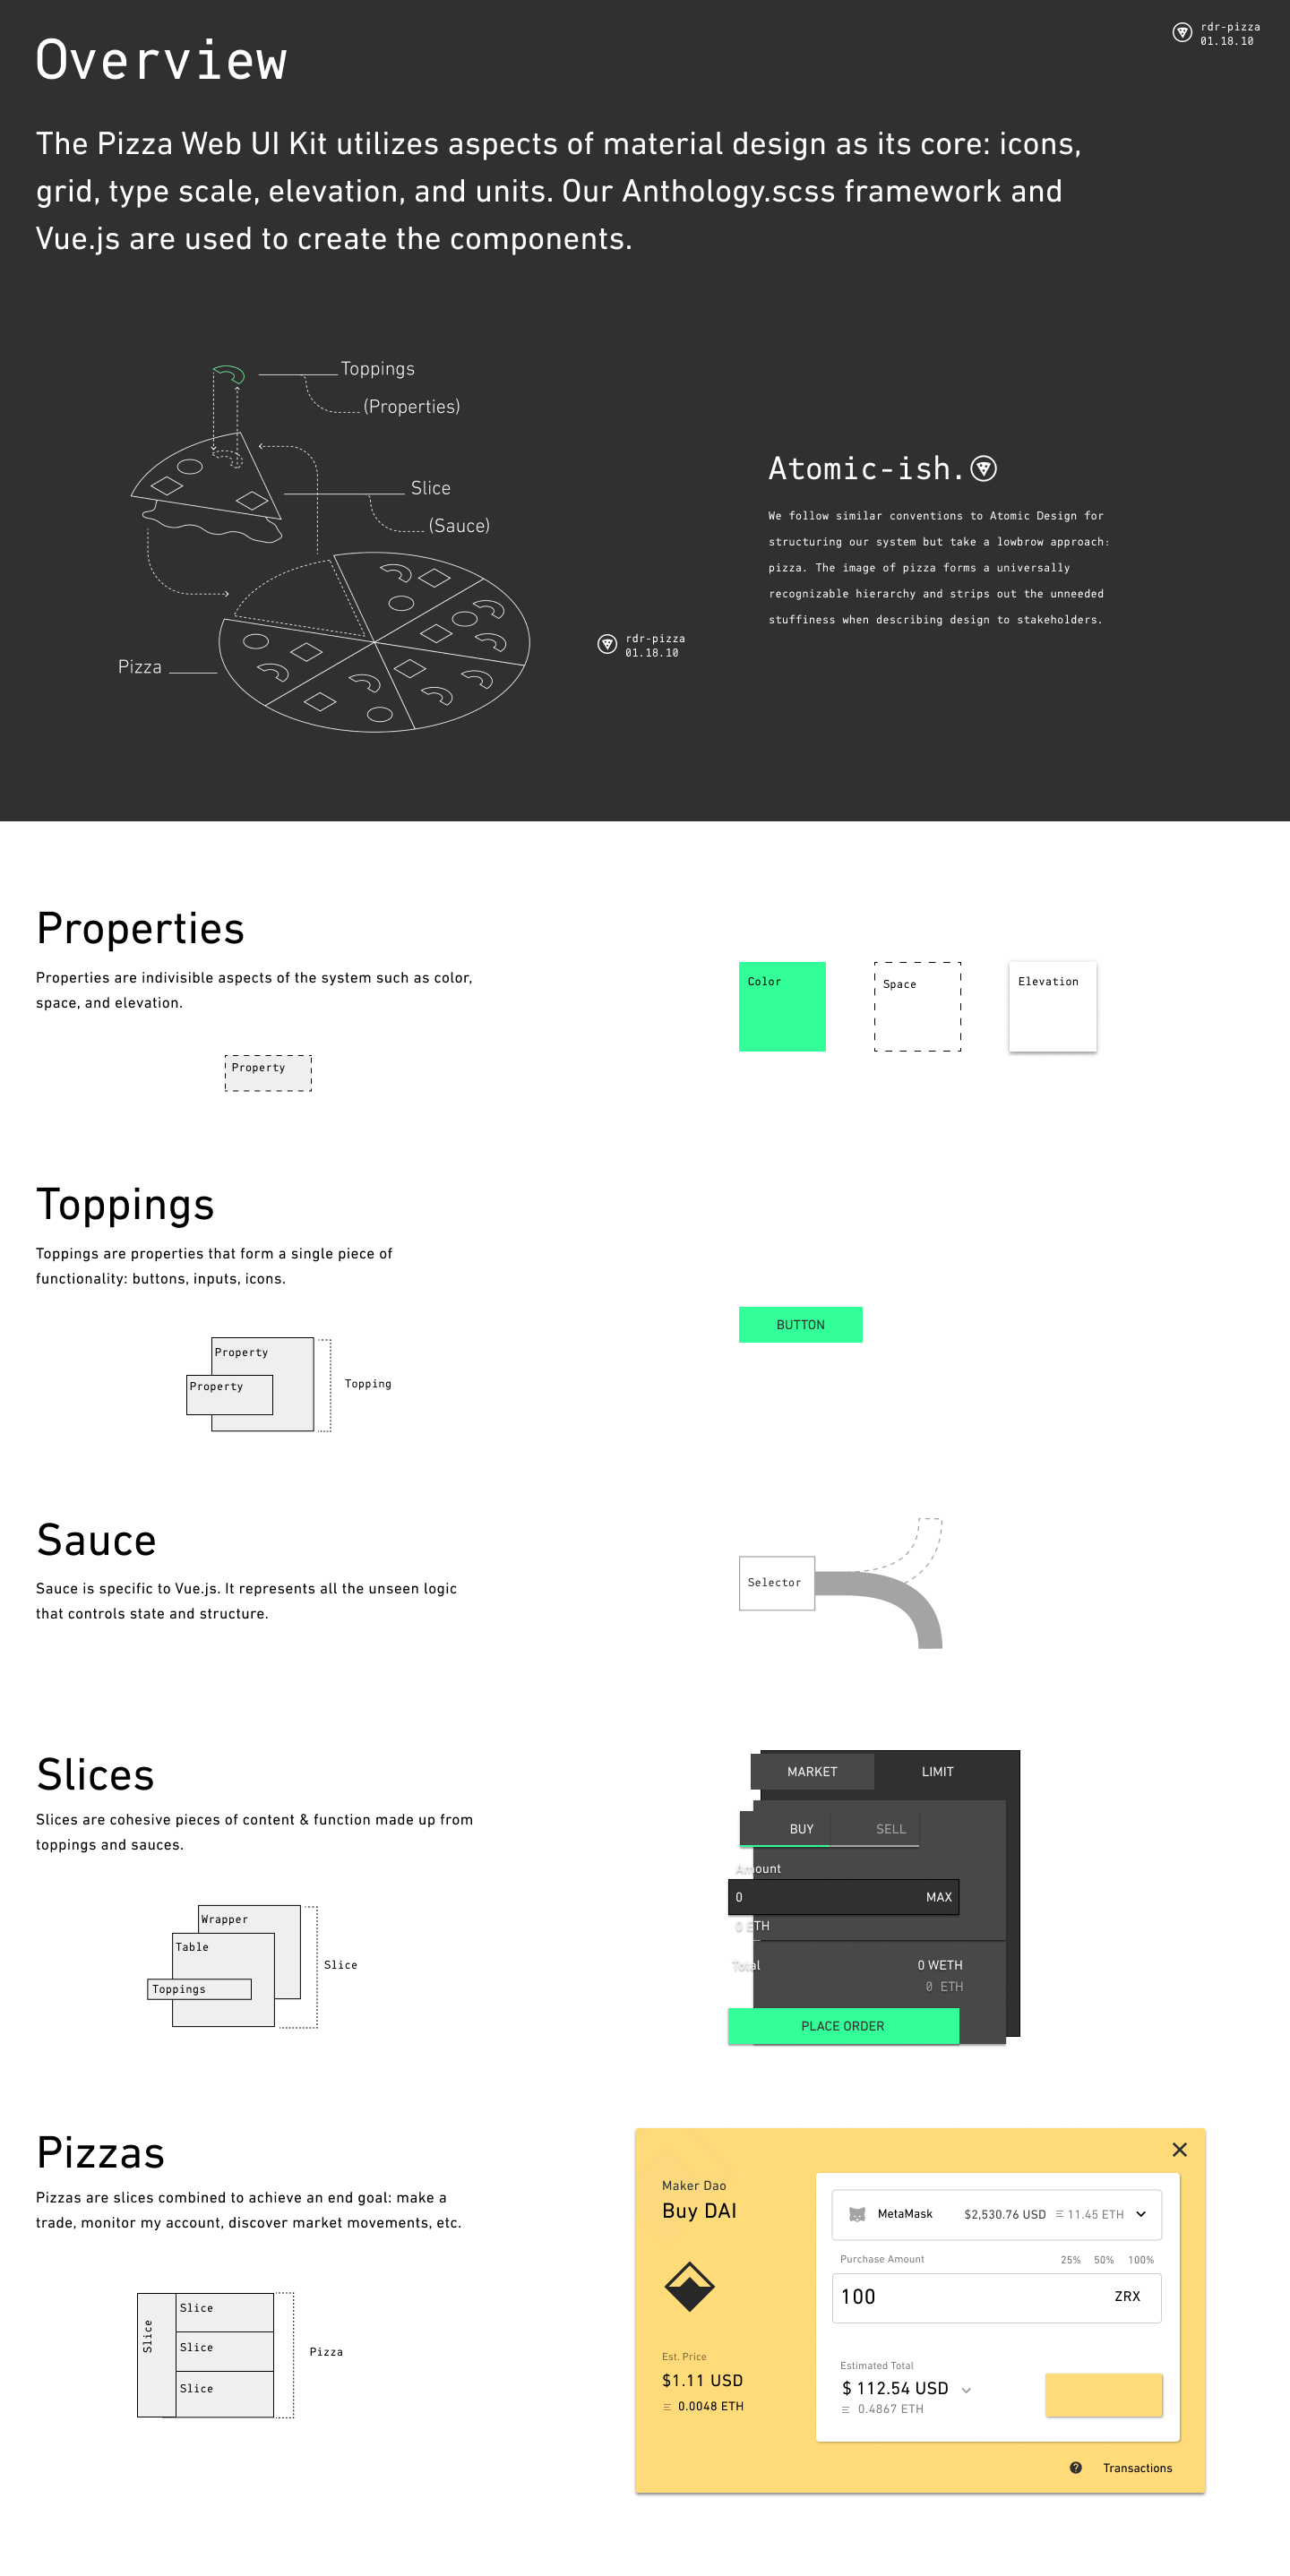 Overview
rdr-pizza
01.18.10
The Pizza Web UI Kit utilizes aspects of material design as its core: icons,
grid, type scale, elevation, and units. Our Anthology.scss framework and
Vue.js are used to create the components.
Toppings
(Properties)
Slice
(Sauce)
Pizza
rdr-pizza
01.18.10
Atomic-ish.
We follow similar conventions to Atomic Design for
structuring our system but take a lowbrow approach:
pizza. The image of pizza forms a universally
recognizable hierarchy and strips out the unneeded
stuffiness when describing design to stakeholders.
Properties
Properties are indivisible aspects of the system such as color,
space, and elevation.
Property
Color
Space
Elevation
Toppings
Toppings are properties that form a single piece of
functionality: buttons, inputs, icons.
Property
Property
Topping
BUTTON
Sauce
Sauce is specific to Vue.js. It represents all the unseen logic
that controls state and structure.
Selector
Slices
Slices are cohesive pieces of content & function made up from
toppings and sauces.
Wrapper
Table
Toppings
Slice
MARKET LIMIT
BUY SELL
Amount
0 MAX
0 ETH
Total 0 WETH
0 ETH
PLACE ORDER
Pizzas
Pizzas are slices combined to achieve an end goal: make a
trade, monitor my account, discover market movements, etc.
Slice
Slice
Slice
Slice
Pizza
Maker Dao
Buy DAI
Est. Price
$1.11 USD
0.0048 ETH
MetaMask $2,530.76 USD 11.45 ETH
Purchase Amount 25% 50% 100%
100 ZRX
Estimated Total
$ 112.54 USD
0.4867 ETH
Transactions